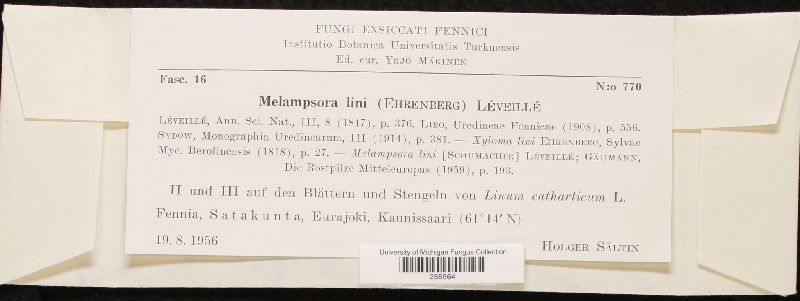 FUNGI EXSICCATI FENNICI
Institutio Botanica Universitatis Turkuensis
Ed. cur. YRJÖ MÄKINEN
Fasc. 16
N:o 770
Melampsora lini (EHRENBERG) LÉVEILLÉ
LÉVEILLÉ, Ann. Sci. Nat., III, 8 (1847), p. 376. LIRO, Uredineae Fennicae (1908), p. 556.
SYDOW, Monographia Uredinearum, III (1914), p. 381. — Xyloma lini EHRENBERG, Sylvae
Myc. Berolinensis (1818), p. 27. — Melampsora lini [SCHUMACHER] LÉVEILLÉ; GÄUMANN,
Die Rostpilze Mitteleuropas (1959), p. 193.
II und III auf den Blättern und Stengeln von Linum catharticum L.
Fennia, Satakunta, Eurajoki, Kaunissaari (61°14′ N)
19. 8. 1956
HOLGER SÄLTIN
University of Michigan Fungus Collection
255564